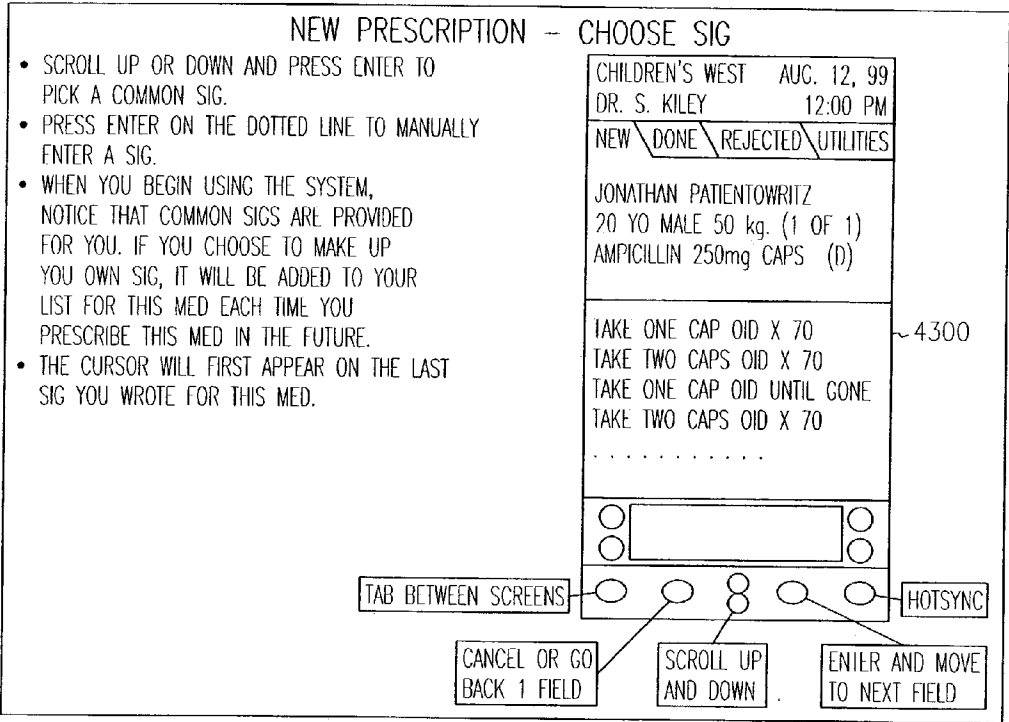 NEW PRESCRIPTION – CHOOSE SIG
• SCROLL UP OR DOWN AND PRESS ENTER TO
PICK A COMMON SIG.
• PRESS ENTER ON THE DOTTED LINE TO MANUALLY
ENTER A SIG.
• WHEN YOU BEGIN USING THE SYSTEM,
NOTICE THAT COMMON SIGS ARE PROVIDED
FOR YOU. IF YOU CHOOSE TO MAKE UP
YOU OWN SIG, IT WILL BE ADDED TO YOUR
LIST FOR THIS MED EACH TIME YOU
PRESCRIBE THIS MED IN THE FUTURE.
• THE CURSOR WILL FIRST APPEAR ON THE LAST
SIG YOU WROTE FOR THIS MED.
CHILDREN'S WEST AUG. 12, 99
DR. S. KILEY 12:00 PM
NEW DONE REJECTED UTILITIES
JONATHAN PATIENTOWRITZ
20 YO MALE 50 kg. (1 OF 1)
AMPICILLIN 250mg CAPS (D)
TAKE ONE CAP OID X 70
TAKE TWO CAPS OID X 70
TAKE ONE CAP OID UNTIL GONE
TAKE TWO CAPS OID X 70
. . . . . . . . . . .
4300
TAB BETWEEN SCREENS
HOTSYNC
CANCEL OR GO
BACK 1 FIELD
SCROLL UP
AND DOWN
ENTER AND MOVE
TO NEXT FIELD